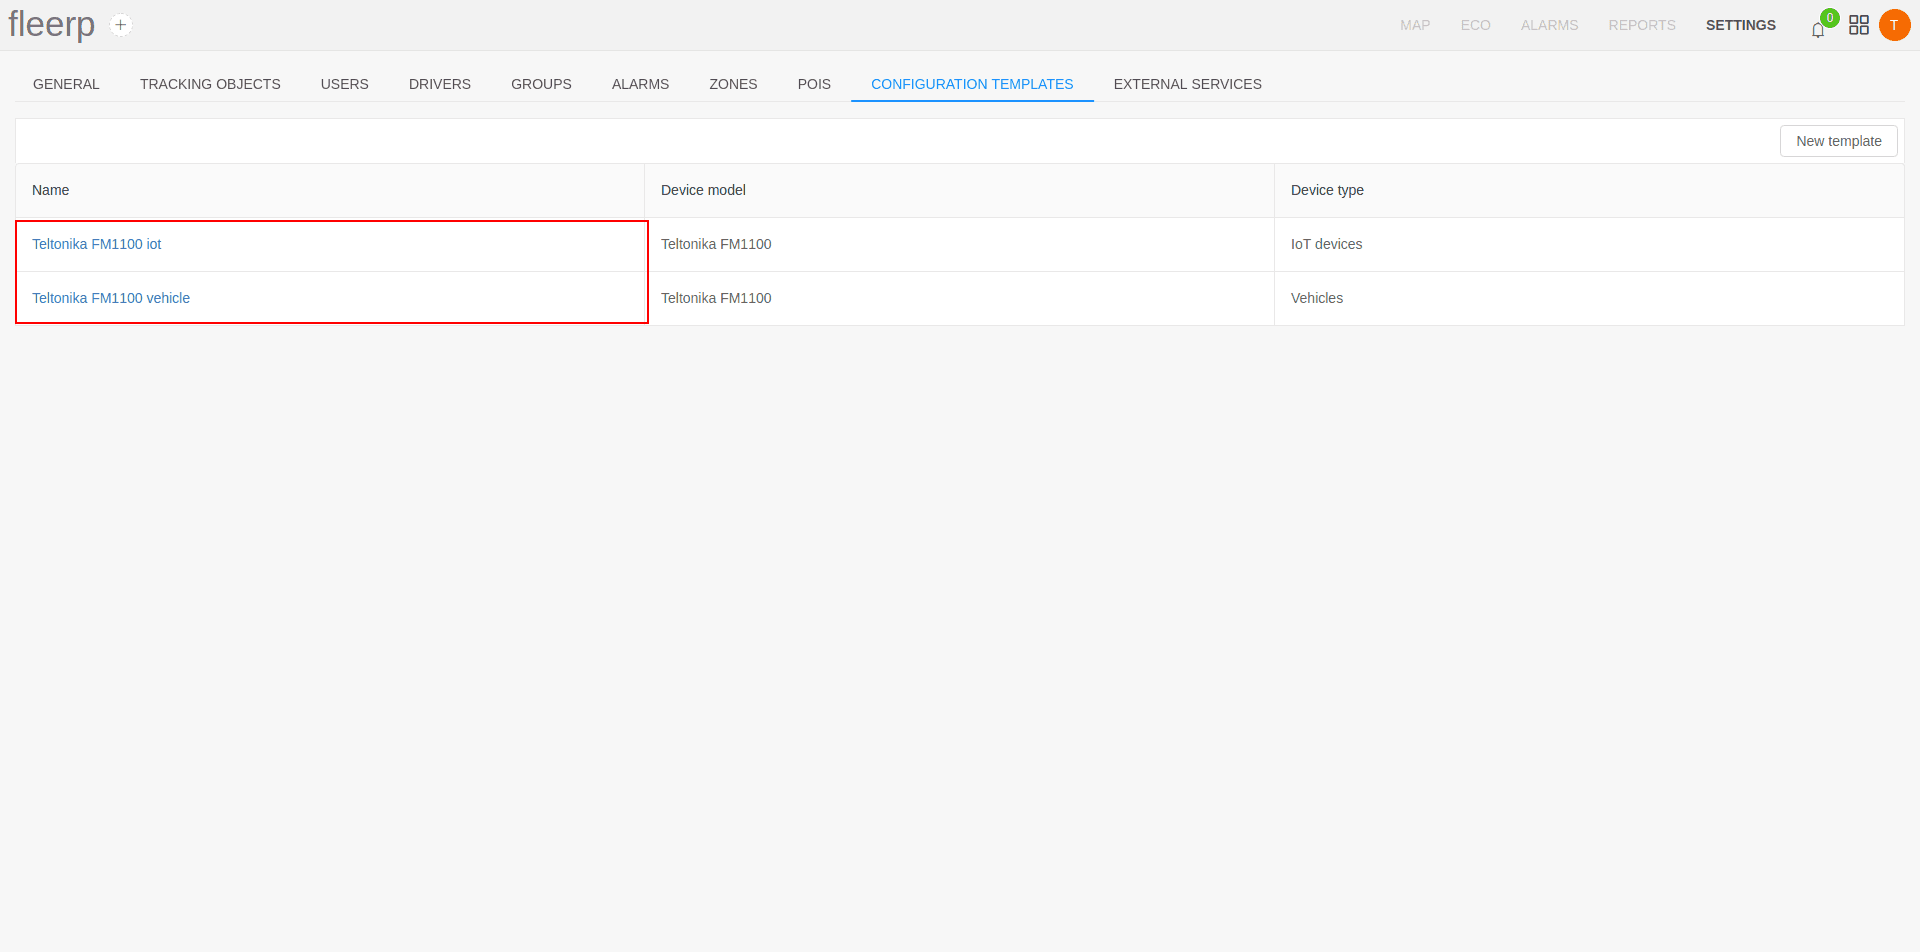 fleerp MAP ECO ALARMS REPORTS SETTINGS 0 T
GENERAL TRACKING OBJECTS USERS DRIVERS GROUPS ALARMS ZONES POIS CONFIGURATION TEMPLATES EXTERNAL SERVICES
New template
Name Device model Device type
Teltonika FM1100 iot Teltonika FM1100 IoT devices
Teltonika FM1100 vehicle Teltonika FM1100 Vehicles